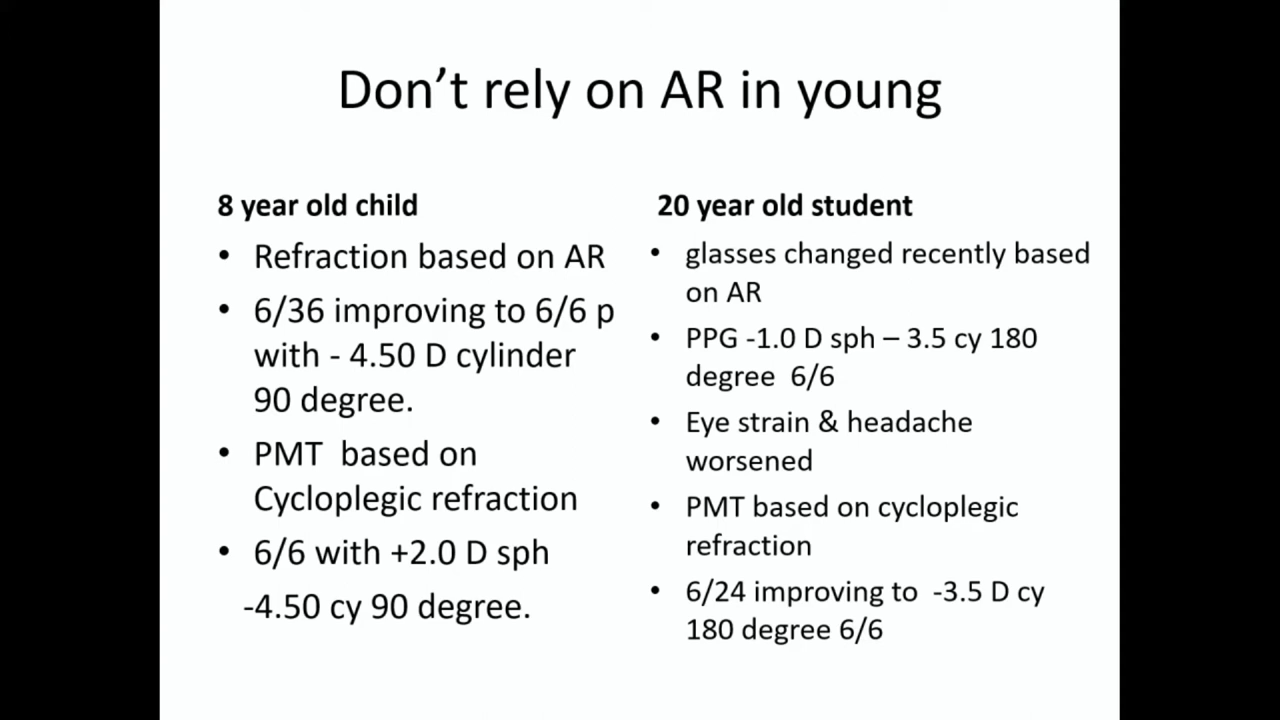 Don’t rely on AR in young
8 year old child
• Refraction based on AR
• 6/36 improving to 6/6 p
with - 4.50 D cylinder
90 degree.
• PMT based on
Cycloplegic refraction
• 6/6 with +2.0 D sph
-4.50 cy 90 degree.
20 year old student
• glasses changed recently based
on AR
• PPG -1.0 D sph – 3.5 cy 180
degree 6/6
• Eye strain & headache
worsened
• PMT based on cycloplegic
refraction
• 6/24 improving to -3.5 D cy
180 degree 6/6